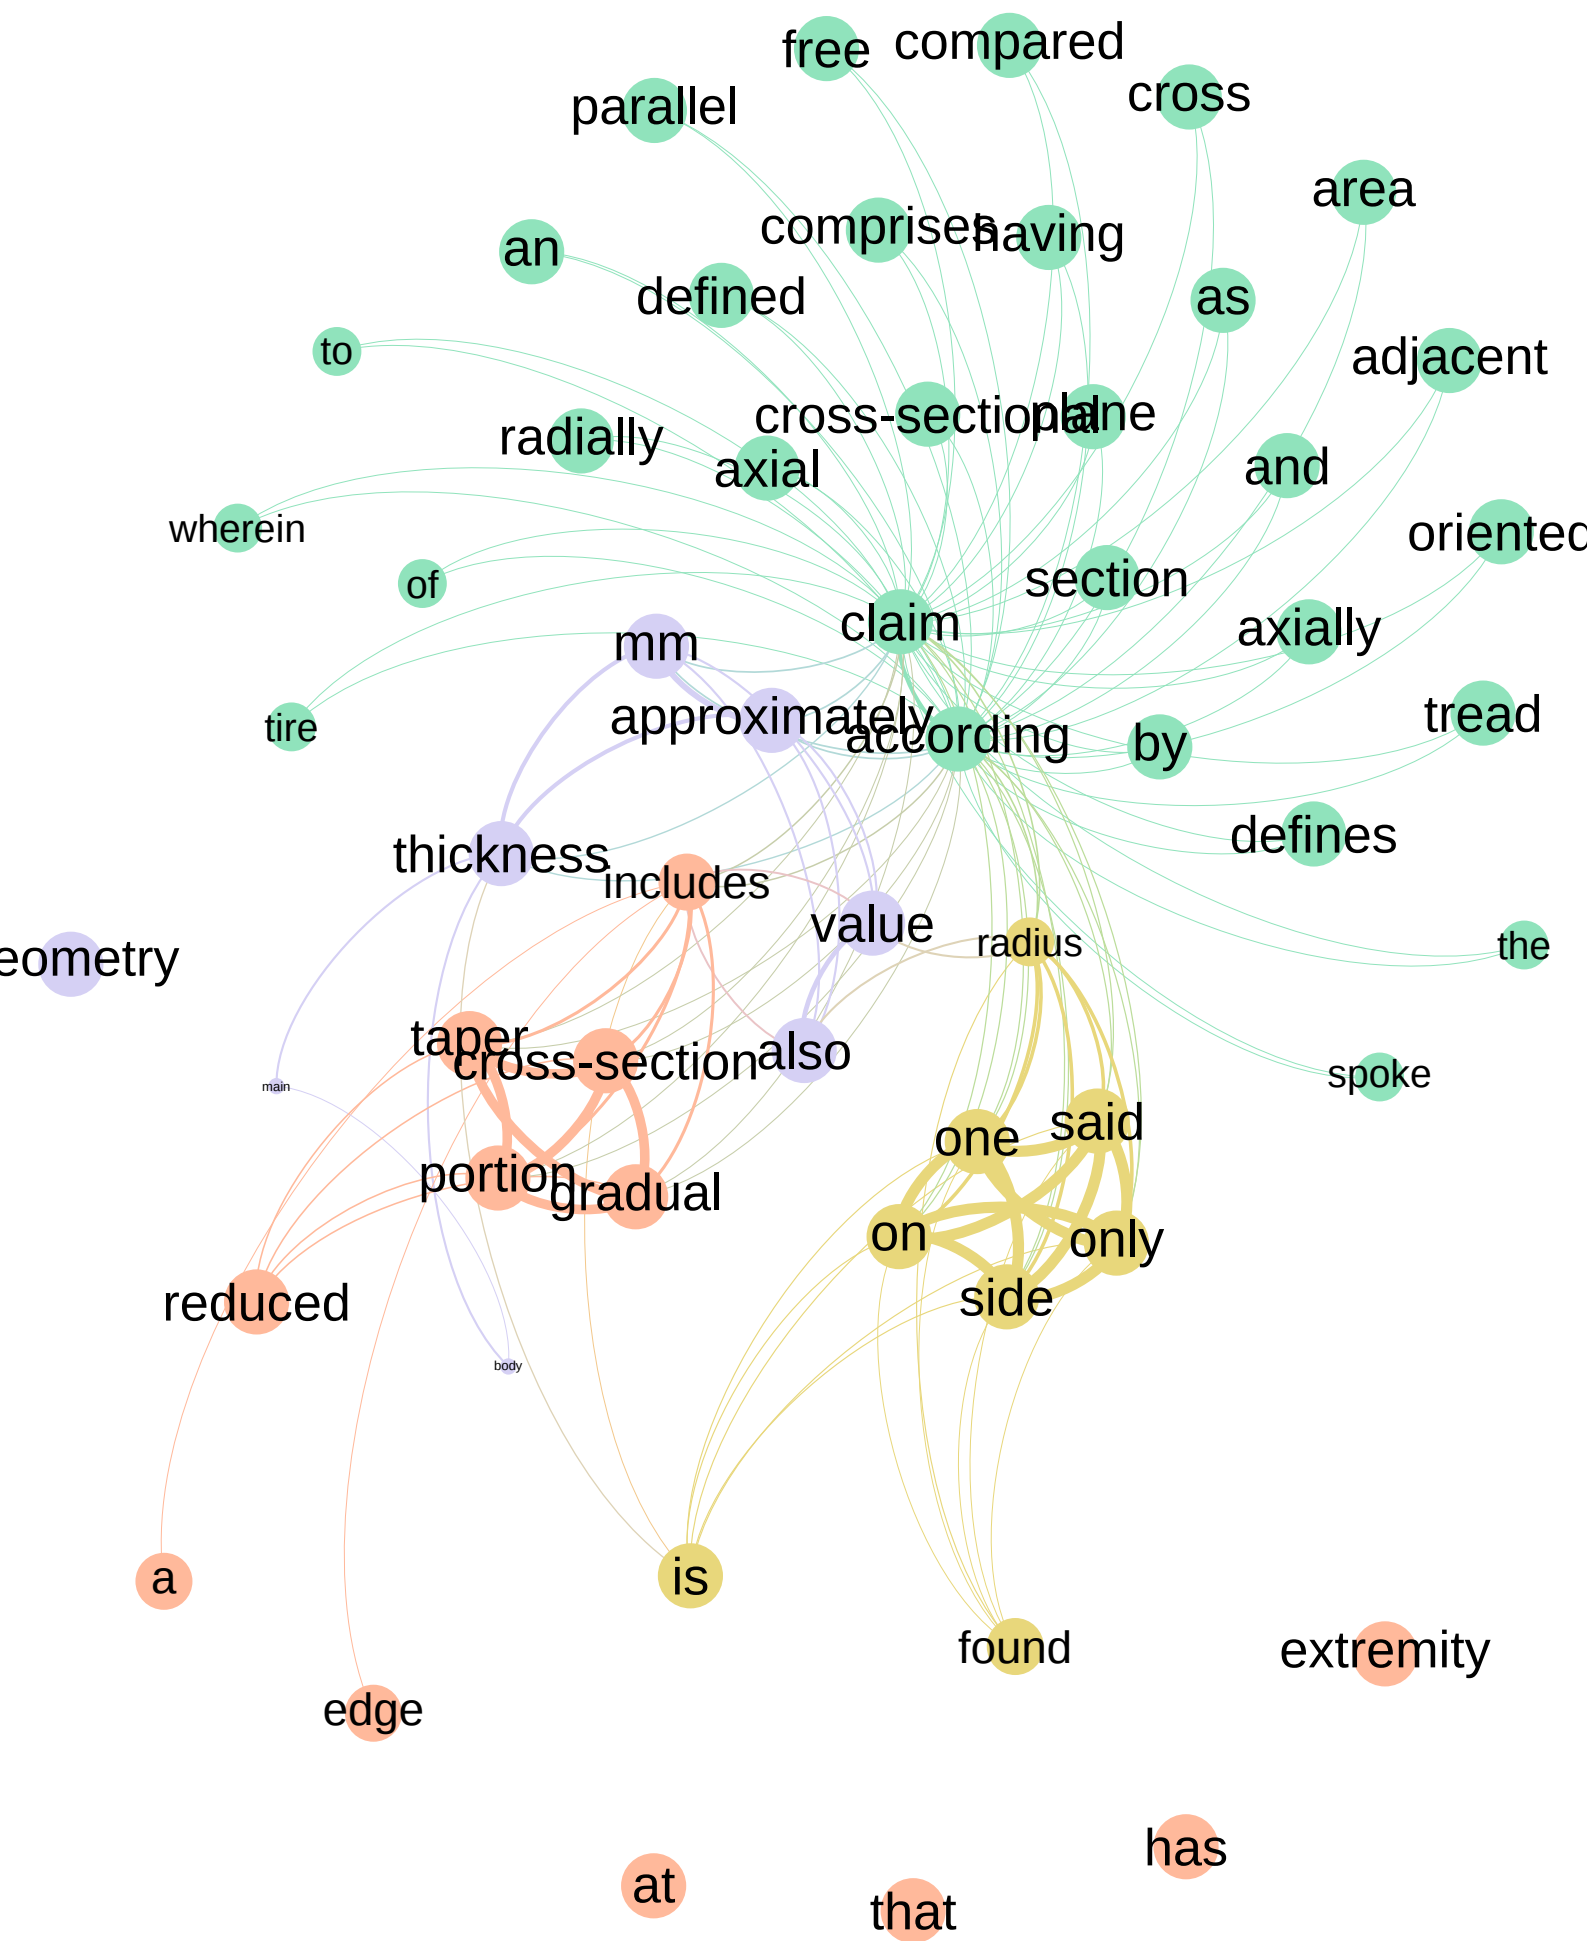 free
compared
cross
parallel
area
comprises
having
an
defined
as
to
adjacent
cross-sectional
plane
radially
axial
and
wherein
oriented
of
section
claim
axially
mm
approximately
according
tire
by
tread
thickness
includes
defines
value
radius
the
eometry
taper
cross-section
also
main
spoke
one
said
portion
gradual
on
only
reduced
side
body
a
is
found
extremity
edge
has
at
that